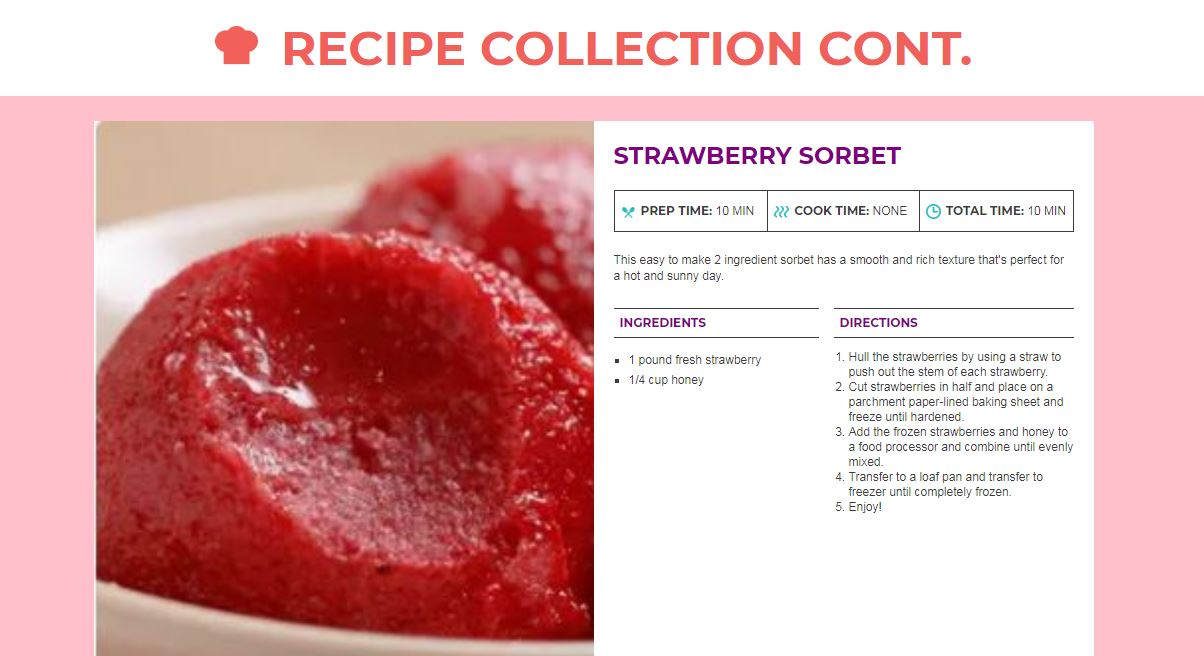 RECIPE COLLECTION CONT.
STRAWBERRY SORBET
PREP TIME: 10 MIN
COOK TIME: NONE
TOTAL TIME: 10 MIN
This easy to make 2 ingredient sorbet has a smooth and rich texture that's perfect for
a hot and sunny day.
INGREDIENTS
1 pound fresh strawberry
1/4 cup honey
DIRECTIONS
1. Hull the strawberries by using a straw to
push out the stem of each strawberry.
2. Cut strawberries in half and place on a
parchment paper-lined baking sheet and
freeze until hardened.
3. Add the frozen strawberries and honey to
a food processor and combine until evenly
mixed.
4. Transfer to a loaf pan and transfer to
freezer until completely frozen.
5. Enjoy!